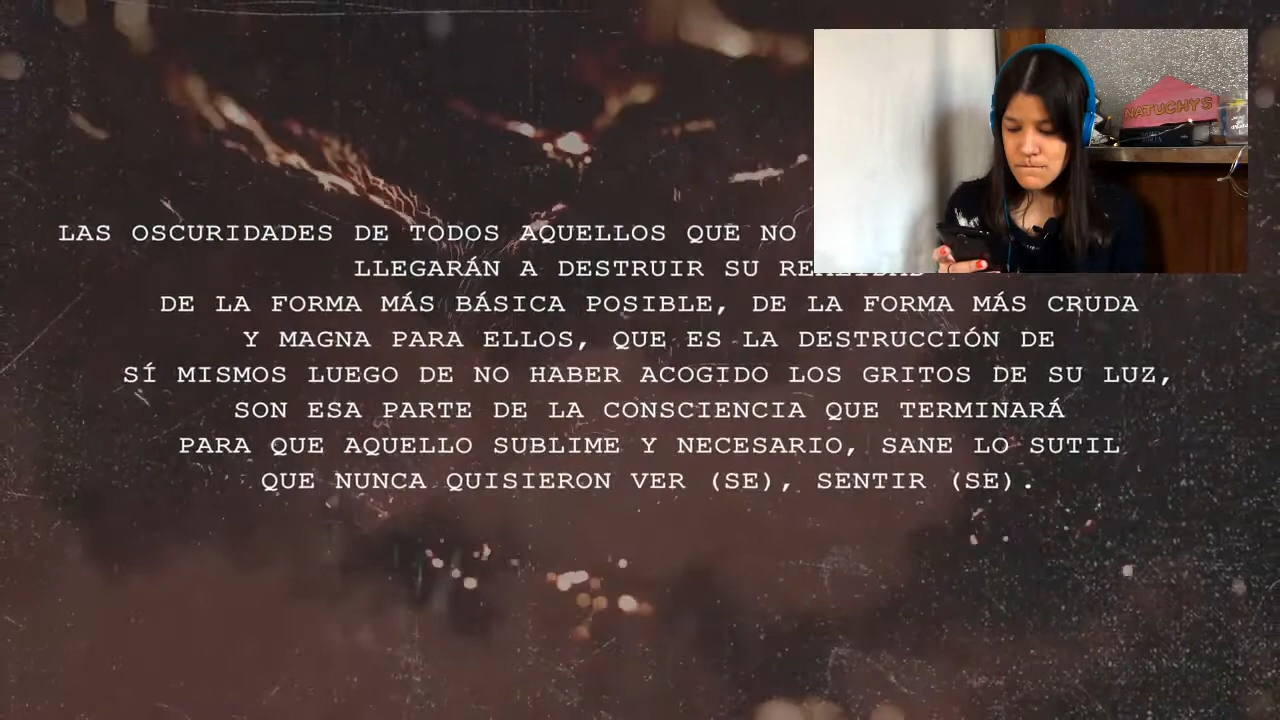 LAS OSCURIDADES DE TODOS AQUELLOS QUE NO
LLEGARÁN A DESTRUIR SU REALIDAD
DE LA FORMA MÁS BÁSICA POSIBLE, DE LA FORMA MÁS CRUDA
Y MAGNA PARA ELLOS, QUE ES LA DESTRUCCIÓN DE
SÍ MISMOS LUEGO DE NO HABER ACOGIDO LOS GRITOS DE SU LUZ,
SON ESA PARTE DE LA CONSCIENCIA QUE TERMINARÁ
PARA QUE AQUELLO SUBLIME Y NECESARIO, SANE LO SUTIL
QUE NUNCA QUISIERON VER (SE), SENTIR (SE).
NATUCHYS